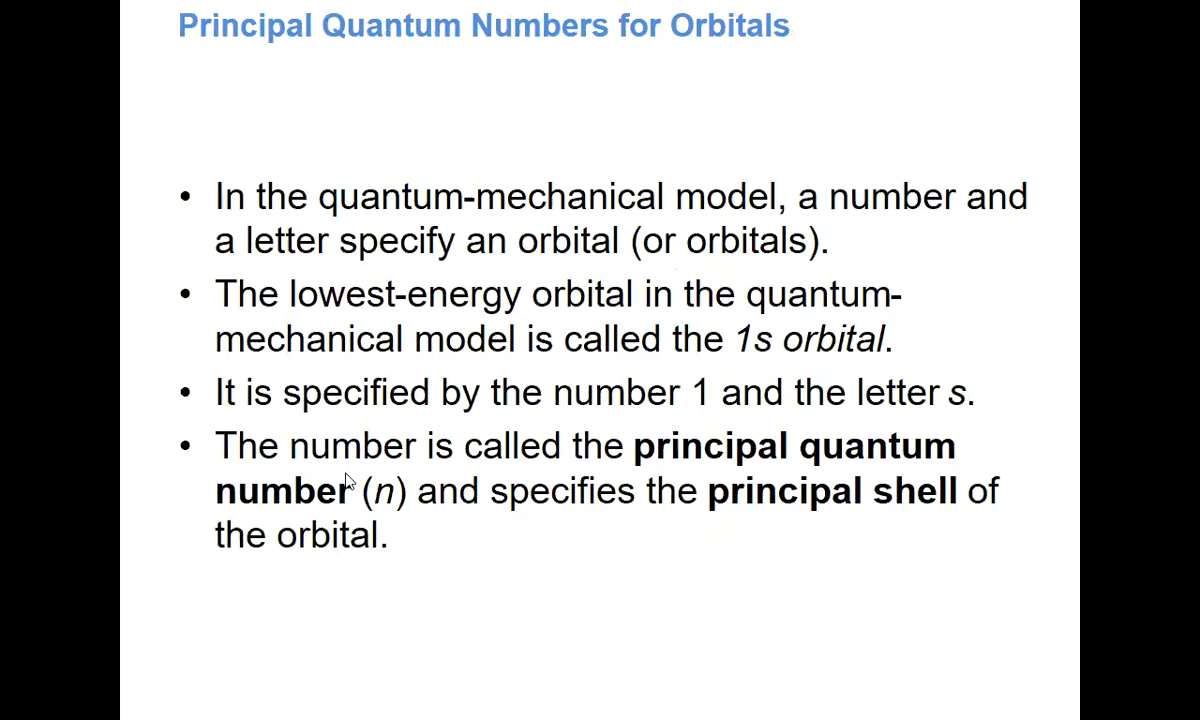 Principal Quantum Numbers for Orbitals
• In the quantum-mechanical model, a number and
a letter specify an orbital (or orbitals).
• The lowest-energy orbital in the quantum-
mechanical model is called the 1s orbital.
• It is specified by the number 1 and the letter s.
• The number is called the principal quantum
number (n) and specifies the principal shell of
the orbital.